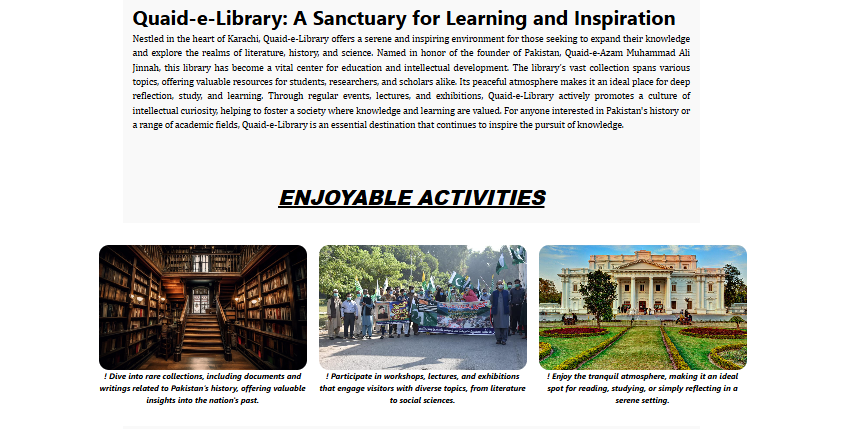 Quaid-e-Library: A Sanctuary for Learning and Inspiration
Nestled in the heart of Karachi, Quaid-e-Library offers a serene and inspiring environment for those seeking to expand their knowledge
and explore the realms of literature, history, and science. Named in honor of the founder of Pakistan, Quaid-e-Azam Muhammad Ali
Jinnah, this library has become a vital center for education and intellectual development. The library's vast collection spans various
topics, offering valuable resources for students, researchers, and scholars alike. Its peaceful atmosphere makes it an ideal place for deep
reflection, study, and learning. Through regular events, lectures, and exhibitions, Quaid-e-Library actively promotes a culture of
intellectual curiosity, helping to foster a society where knowledge and learning are valued. For anyone interested in Pakistan's history or
a range of academic fields, Quaid-e-Library is an essential destination that continues to inspire the pursuit of knowledge.
ENJOYABLE ACTIVITIES
! Dive into rare collections, including documents and
writings related to Pakistan's history, offering valuable
insights into the nation's past.
! Participate in workshops, lectures, and exhibitions
that engage visitors with diverse topics, from literature
to social sciences.
! Enjoy the tranquil atmosphere, making it an ideal
spot for reading, studying, or simply reflecting in a
serene setting.